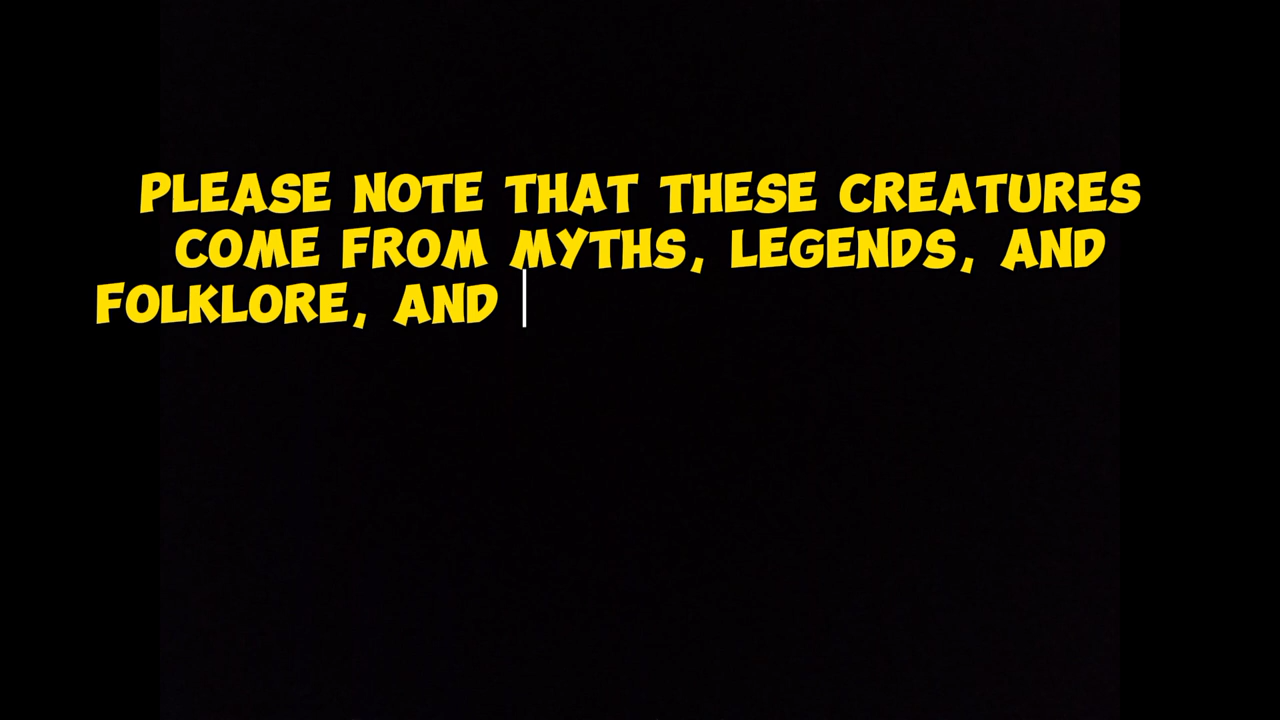 PLEASE NOTE THAT THESE CREATURES
COME FROM MYTHS, LEGENDS, AND
FOLKLORE, AND